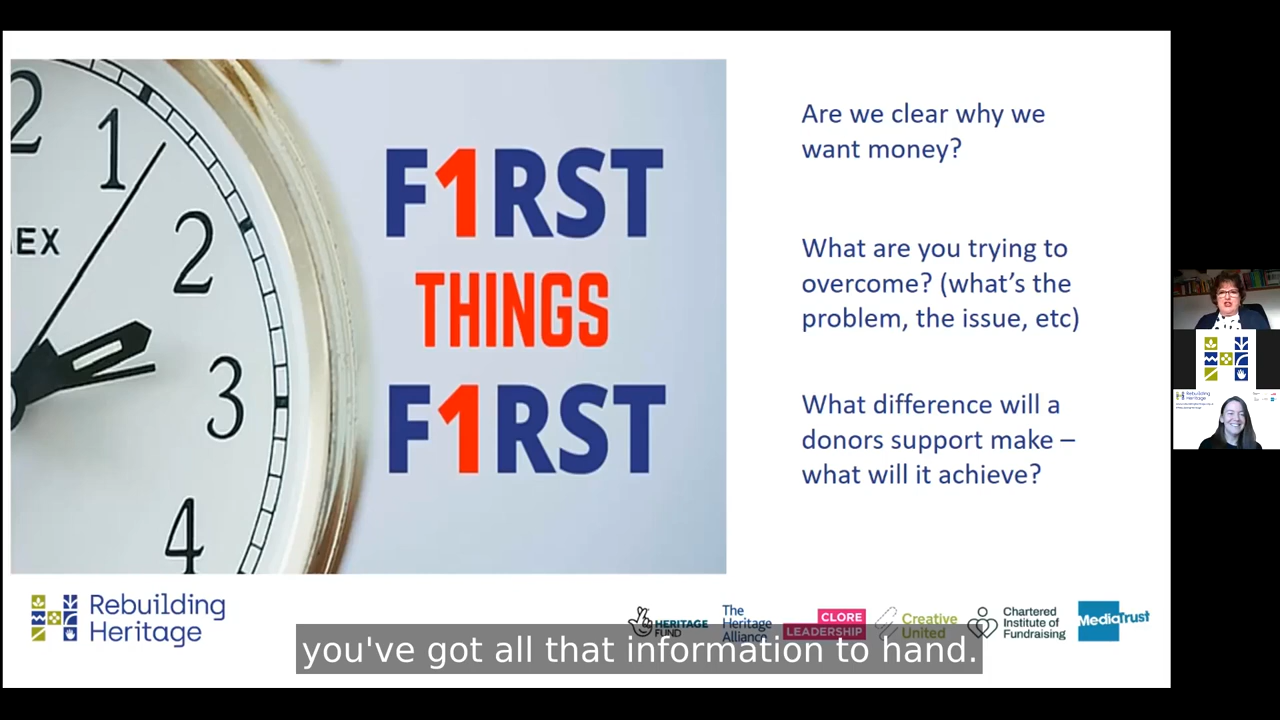 2
1
2
3
4
EX
F1RST
THINGS
F1RST
Are we clear why we
want money?
What are you trying to
overcome? (what’s the
problem, the issue, etc)
What difference will a
donors support make –
what will it achieve?
Rebuilding
Heritage
HERITAGE
FUND
The
Heritage
Alliance
CLORE
LEADERSHIP
Creative
United
Chartered
Institute of
Fundraising
MediaTrust
you've got all that information to hand.
Rebuilding
Heritage